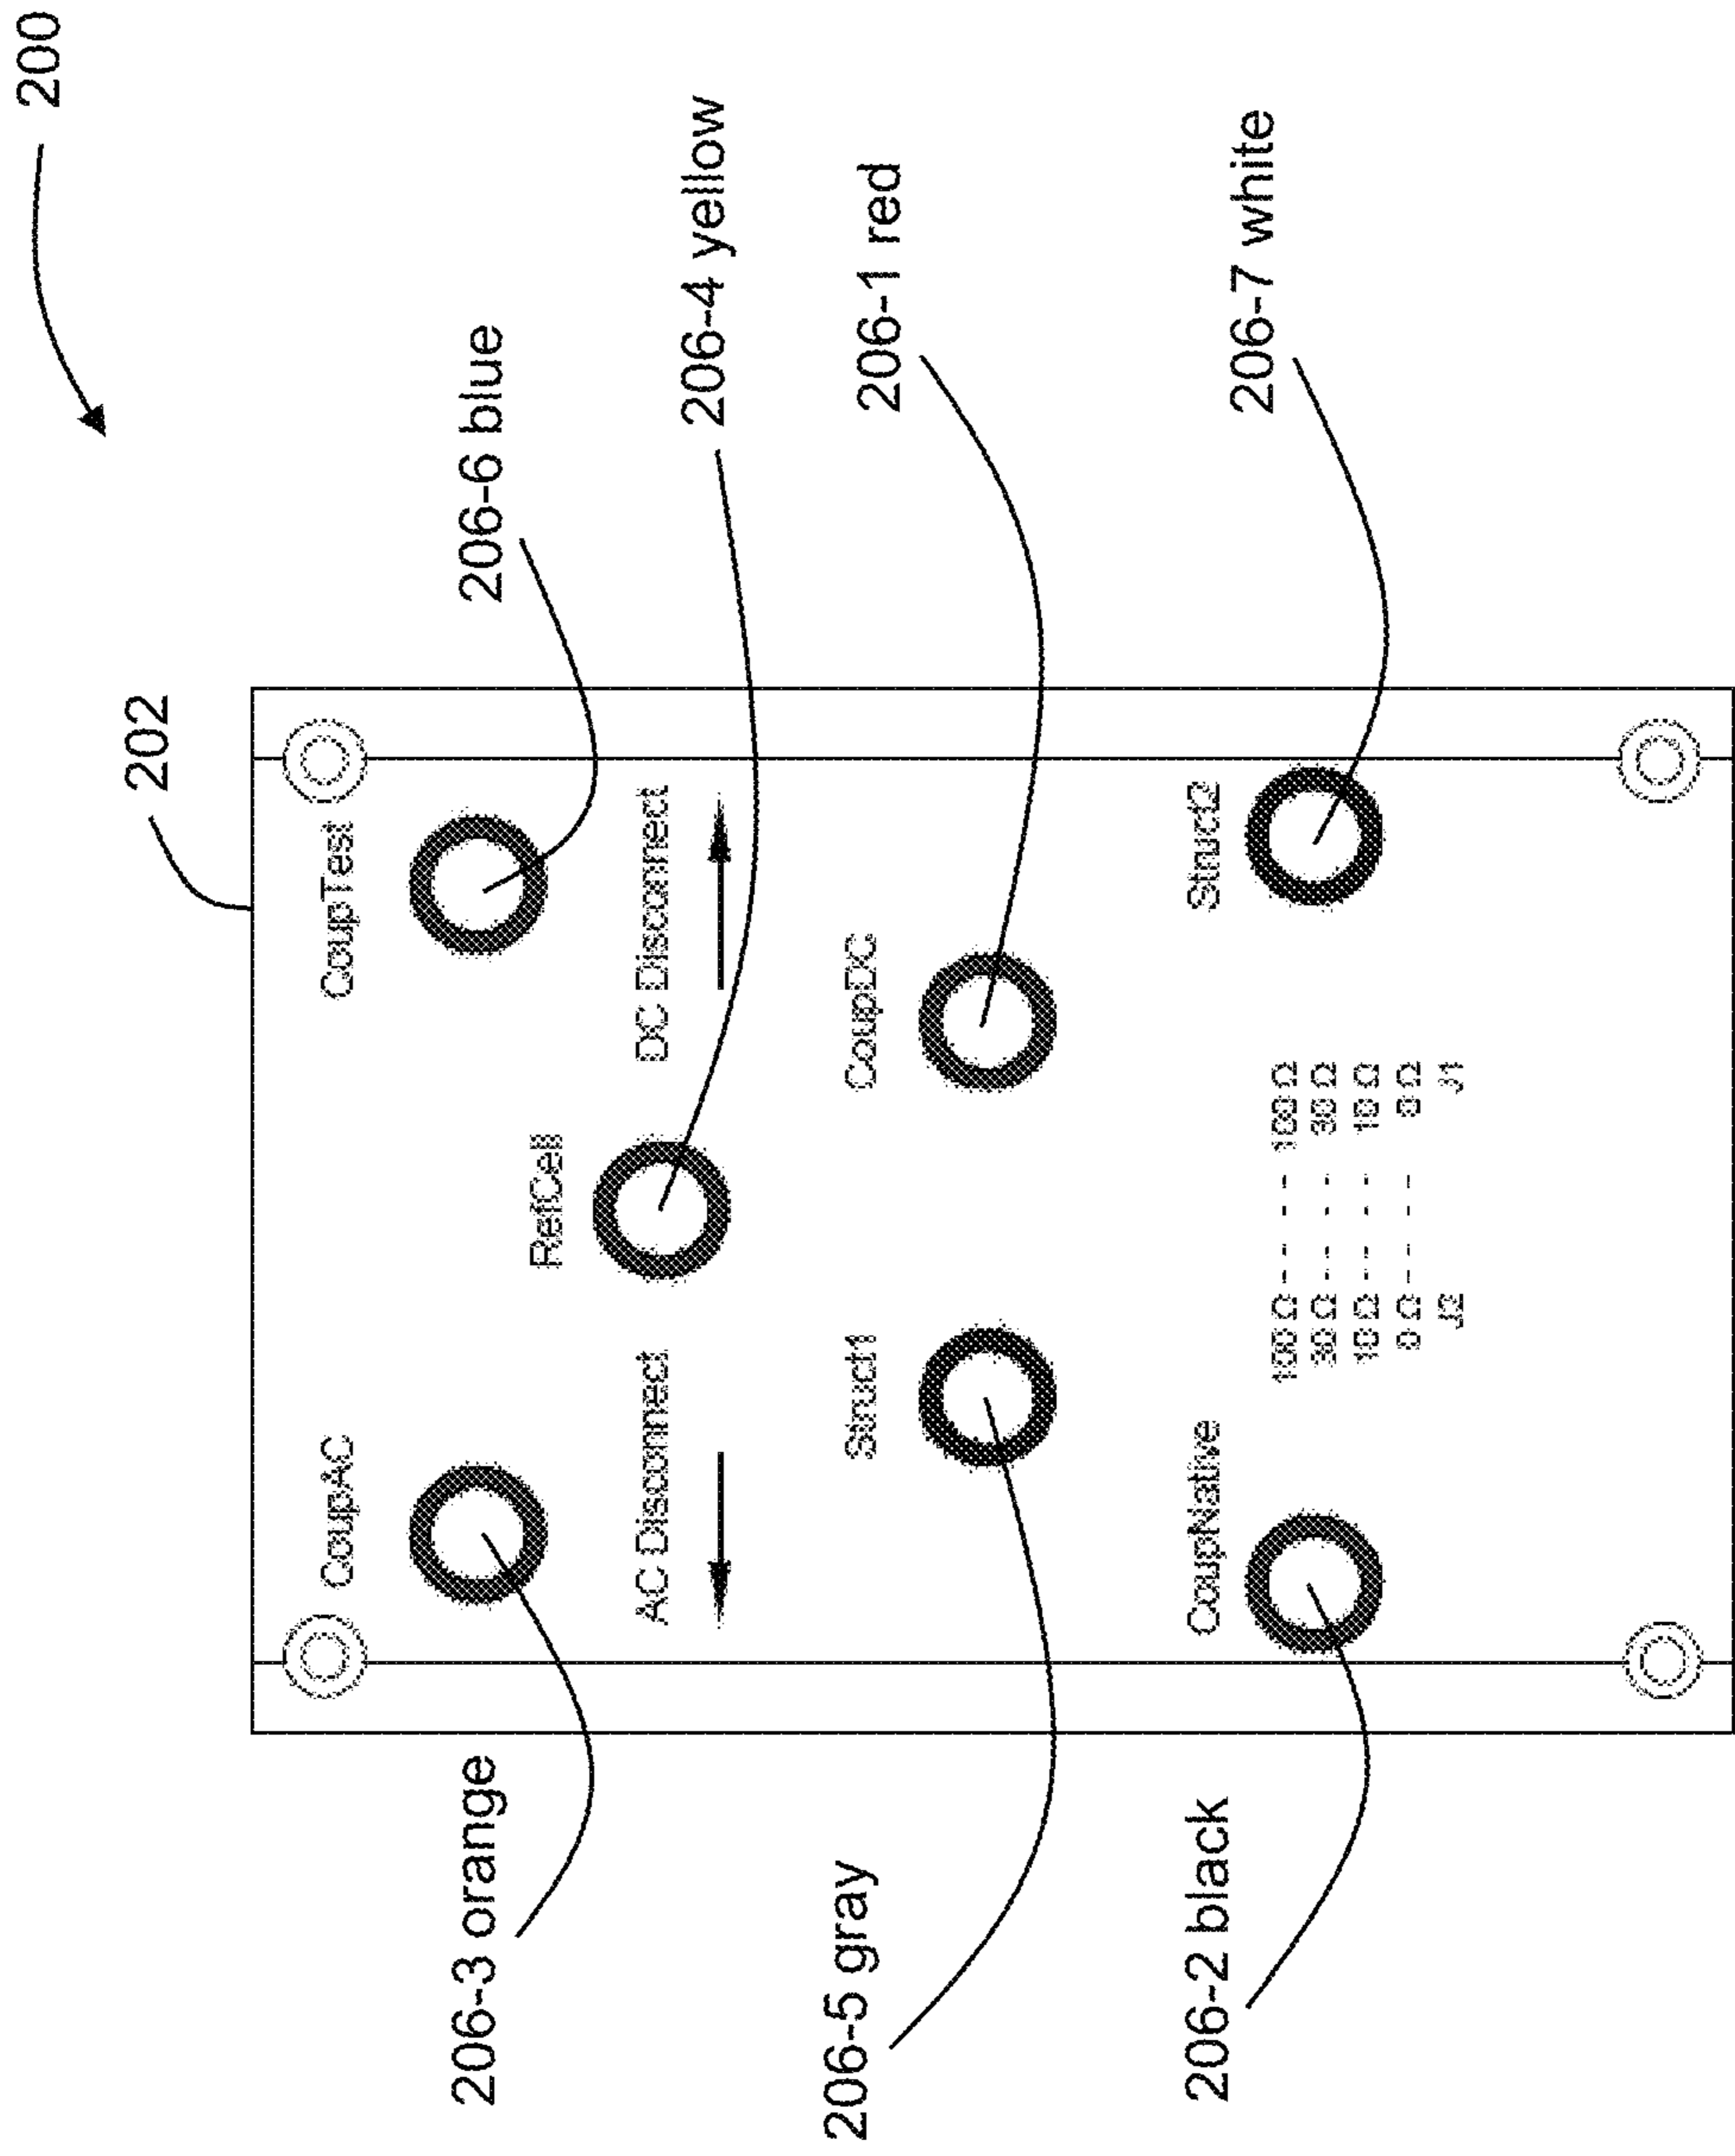 200
202
CoupAC
CoupTest
206-3 orange
206-6 blue
RefCell
AC Disconnect
DC Disconnect
206-4 yellow
Struct1
CoupDC
206-5 gray
206-1 red
CoupNative
Struct2
206-2 black
206-7 white
100 Ω - - - - 100 Ω
30 Ω - - - - 30 Ω
10 Ω - - - - 10 Ω
0 Ω - - - - 0 Ω
J2 J1